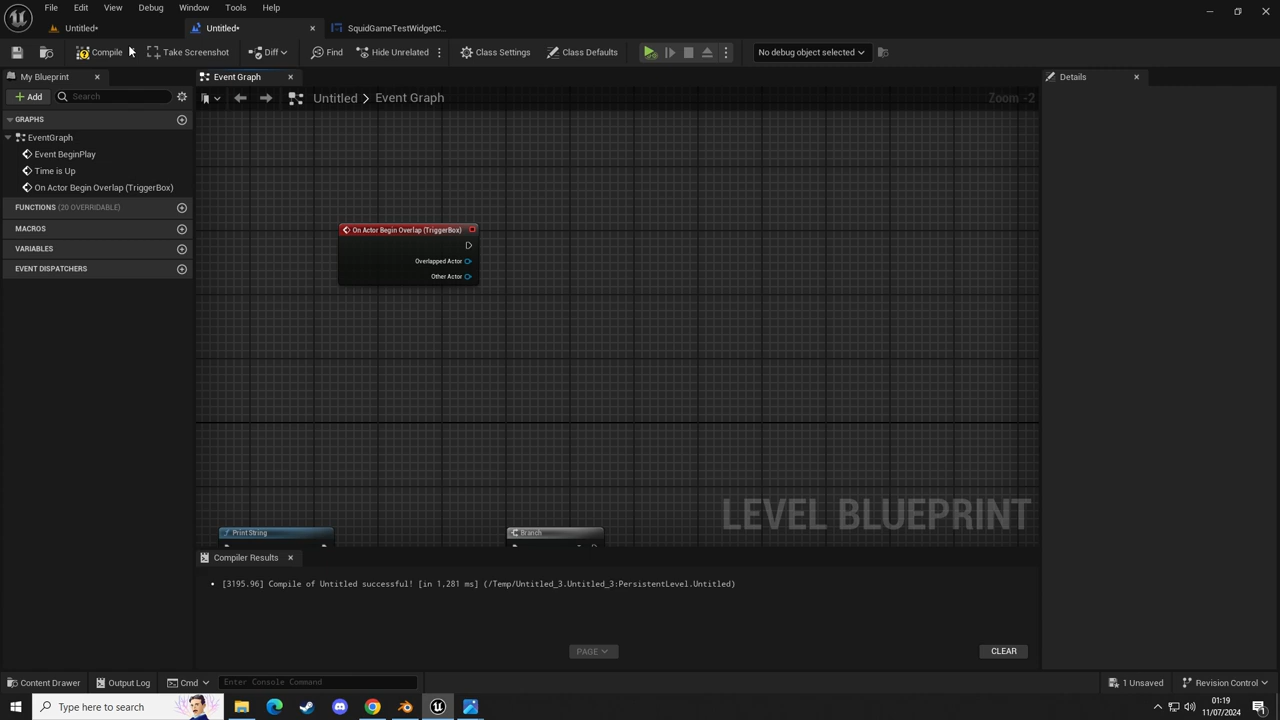 File Edit View Debug Window Tools Help
Untitled* Untitled* SquidGameTestWidgetC...
Compile Take Screenshot Diff Find Hide Unrelated Class Settings Class Defaults No debug object selected
My Blueprint Event Graph Details
Add Search Untitled > Event Graph Zoom -2
GRAPHS
EventGraph
Event BeginPlay
Time is Up
On Actor Begin Overlap (TriggerBox)
FUNCTIONS (20 OVERRIDABLE)
MACROS
VARIABLES
EVENT DISPATCHERS
On Actor Begin Overlap (TriggerBox)
Overlapped Actor
Other Actor
LEVEL BLUEPRINT
Print String Branch
Compiler Results
• [3195.96] Compile of Untitled successful! [in 1,281 ms] (/Temp/Untitled_3.Untitled_3:PersistentLevel.Untitled)
PAGE CLEAR
Content Drawer Output Log Cmd Enter Console Command 1 Unsaved Revision Control
Type here to search 01:19
11/07/2024